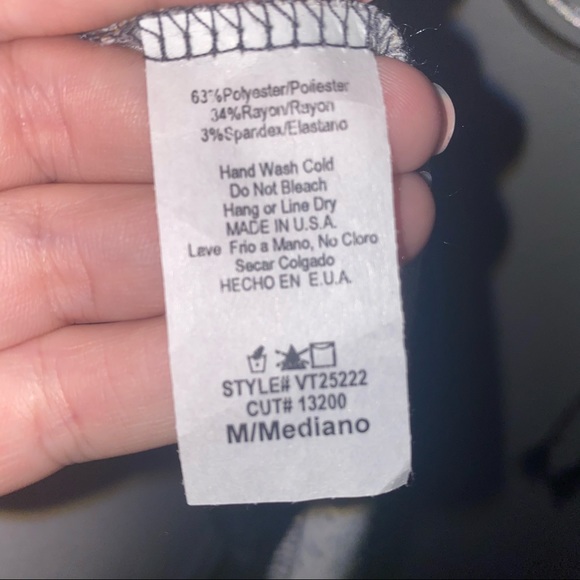 63%Polyester/Poliester
34%Rayon/Rayon
3%Spandex/Elastano
Hand Wash Cold
Do Not Bleach
Hang or Line Dry
MADE IN U.S.A.
Lave Frio a Mano, No Cloro
Secar Colgado
HECHO EN E.U.A.
STYLE# VT25222
CUT# 13200
M/Mediano